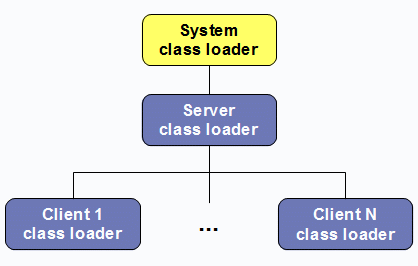 System
class loader
Server
class loader
Client 1
class loader
...
Client N
class loader